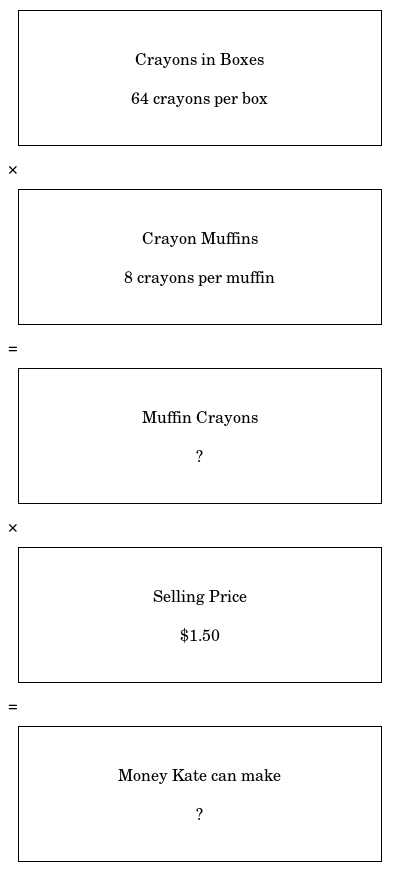 Crayons in Boxes
64 crayons per box
×
Crayon Muffins
8 crayons per muffin
=
Muffin Crayons
?
×
Selling Price
$1.50
=
Money Kate can make
?